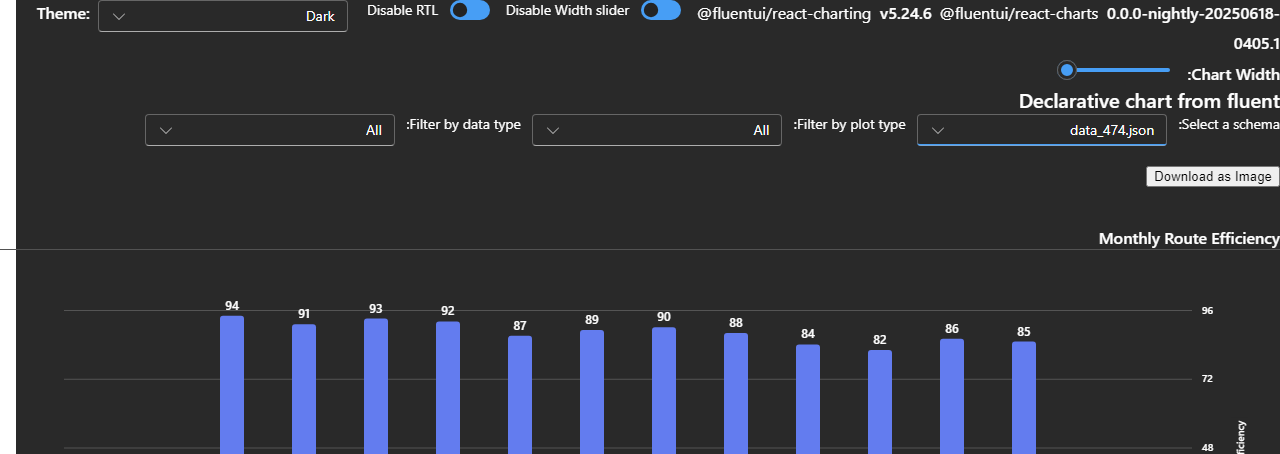 Theme: Dark Disable RTL Disable Width slider @fluentui/react-charting v5.24.6 @fluentui/react-charts 0.0.0-nightly-20250618-
0405.1
:Chart Width
Declarative chart from fluent
:Select a schema data_474.json :Filter by plot type All :Filter by data type All
Download as Image
Monthly Route Efficiency
94 91 93 92 87 89 90 88 84 82 86 85
96
72
48